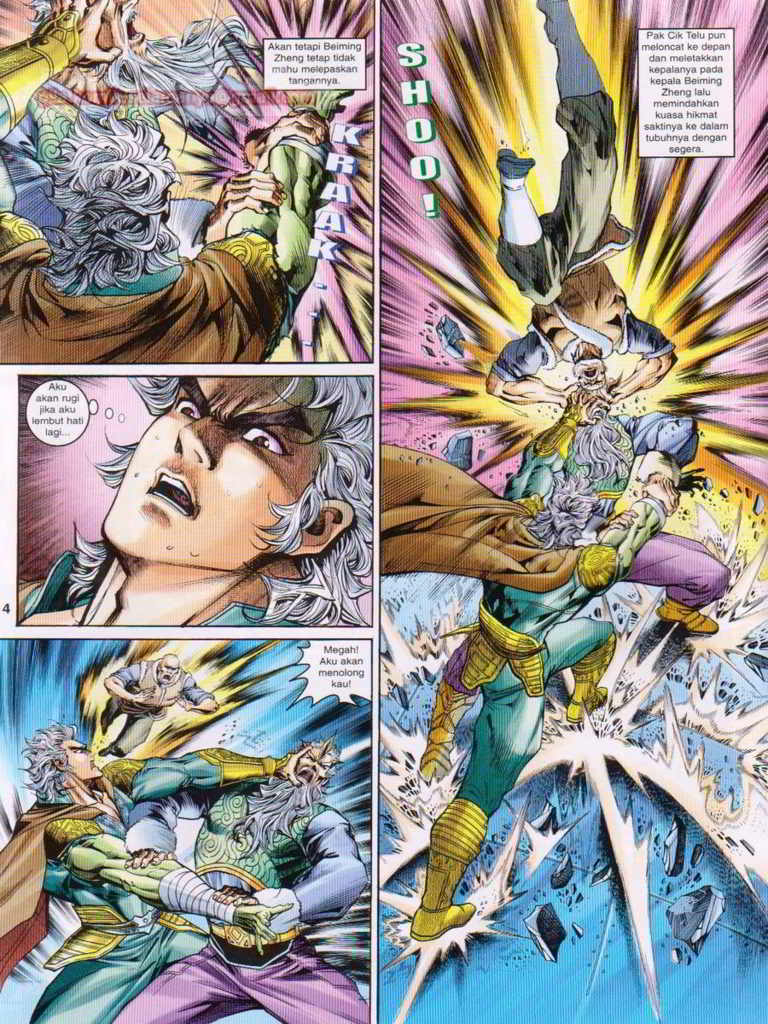 Akan tetapi Beiming
Zheng tetap tidak
mahu melepaskan
tangannya.
KRAAK...
Aku
akan rugi
jika aku
lembut hati
lagi...
4
Megah!
Aku akan
menolong
kau!
Pak Cik Telu pun
meloncat ke depan
dan meletakkan
kepalanya pada
kepala Beiming
Zheng lalu
memindahkan
kuasa hikmat
saktinya ke dalam
tubuhnya dengan
segera.
SHOO!